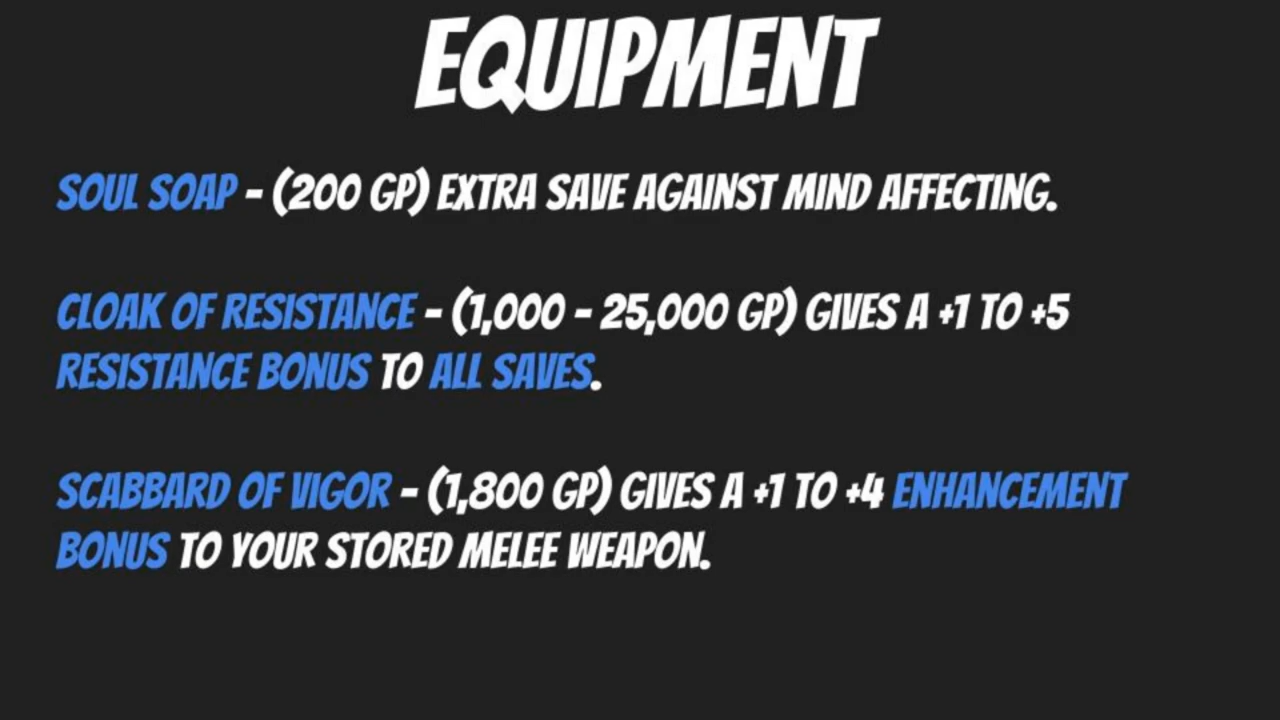 EQUIPMENT
SOUL SOAP - (200 GP) EXTRA SAVE AGAINST MIND AFFECTING.
CLOAK OF RESISTANCE - (1,000 - 25,000 GP) GIVES A +1 TO +5
RESISTANCE BONUS TO ALL SAVES.
SCABBARD OF VIGOR - (1,800 GP) GIVES A +1 TO +4 ENHANCEMENT
BONUS TO YOUR STORED MELEE WEAPON.